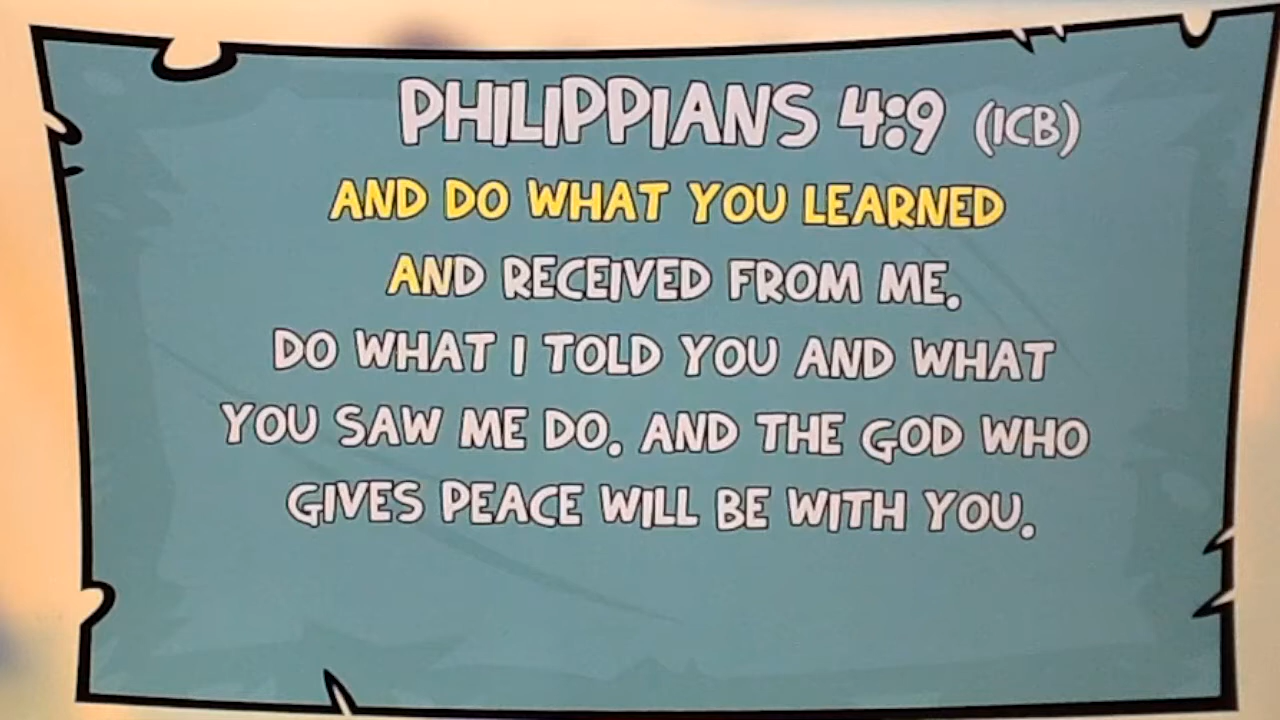 PHILIPPIANS 4:9 (ICB)
AND DO WHAT YOU LEARNED
AND RECEIVED FROM ME.
DO WHAT I TOLD YOU AND WHAT
YOU SAW ME DO. AND THE GOD WHO
GIVES PEACE WILL BE WITH YOU.